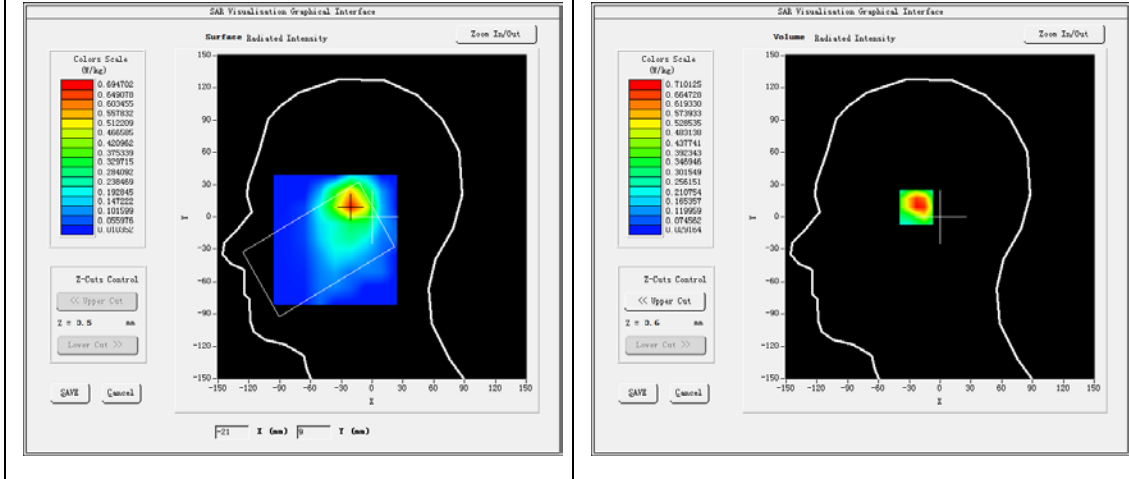 SAR Visualisation Graphical Interface
Surface Radiated Intensity
Zoom In/Out
Colors Scale
(W/kg)
0.694702
0.649078
0.603455
0.557832
0.512209
0.466585
0.420962
0.375339
0.329715
0.284092
0.238469
0.192845
0.147222
0.101599
0.055976
0.010352
150
120
90
60
30
0
-30
-60
-90
-120
-150
Y
-150 -120 -90 -60 -30 0 30 60 90 120 150
X
Z-Cuts Control
<< Upper Cut
Z = 0.5 mm
Lower Cut >>
SAVE Cancel
-21 X (mm) 9 Y (mm)
SAR Visualisation Graphical Interface
Volume Radiated Intensity
Zoom In/Out
Colors Scale
(W/kg)
0.710125
0.664728
0.619330
0.573933
0.528535
0.483138
0.437741
0.392343
0.346946
0.301549
0.256151
0.210754
0.165357
0.119959
0.074562
0.029164
150
120
90
60
30
0
-30
-60
-90
-120
-150
Y
-150 -120 -90 -60 -30 0 30 60 90 120 150
X
Z-Cuts Control
<< Upper Cut
Z = 0.6 mm
Lower Cut >>
SAVE Cancel